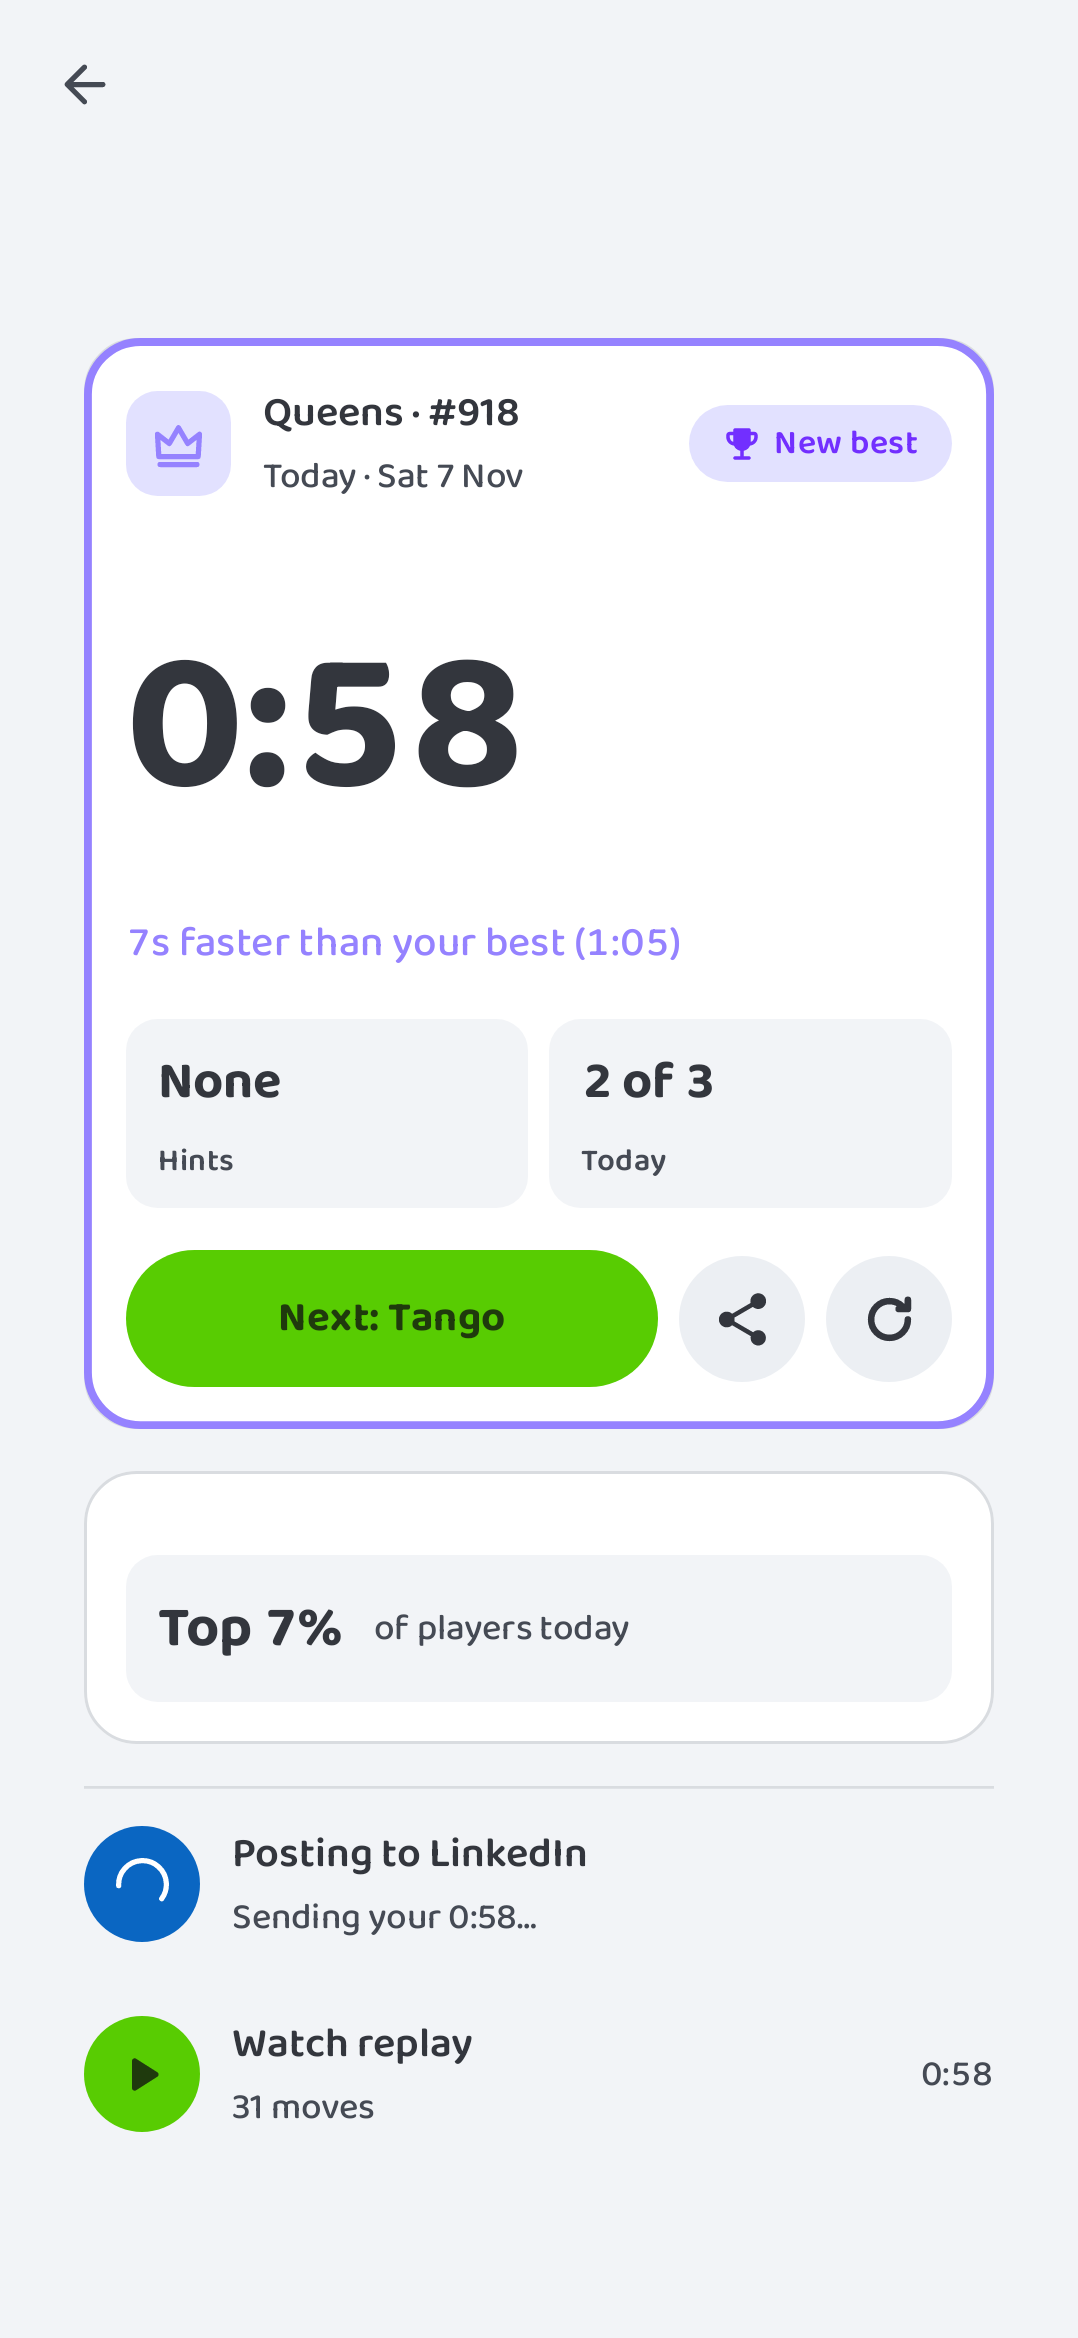 Queens · #918
Today · Sat 7 Nov
New best
0:58
7s faster than your best (1:05)
None
Hints
2 of 3
Today
Next: Tango
Top 7% of players today
Posting to LinkedIn
Sending your 0:58...
Watch replay
31 moves
0:58